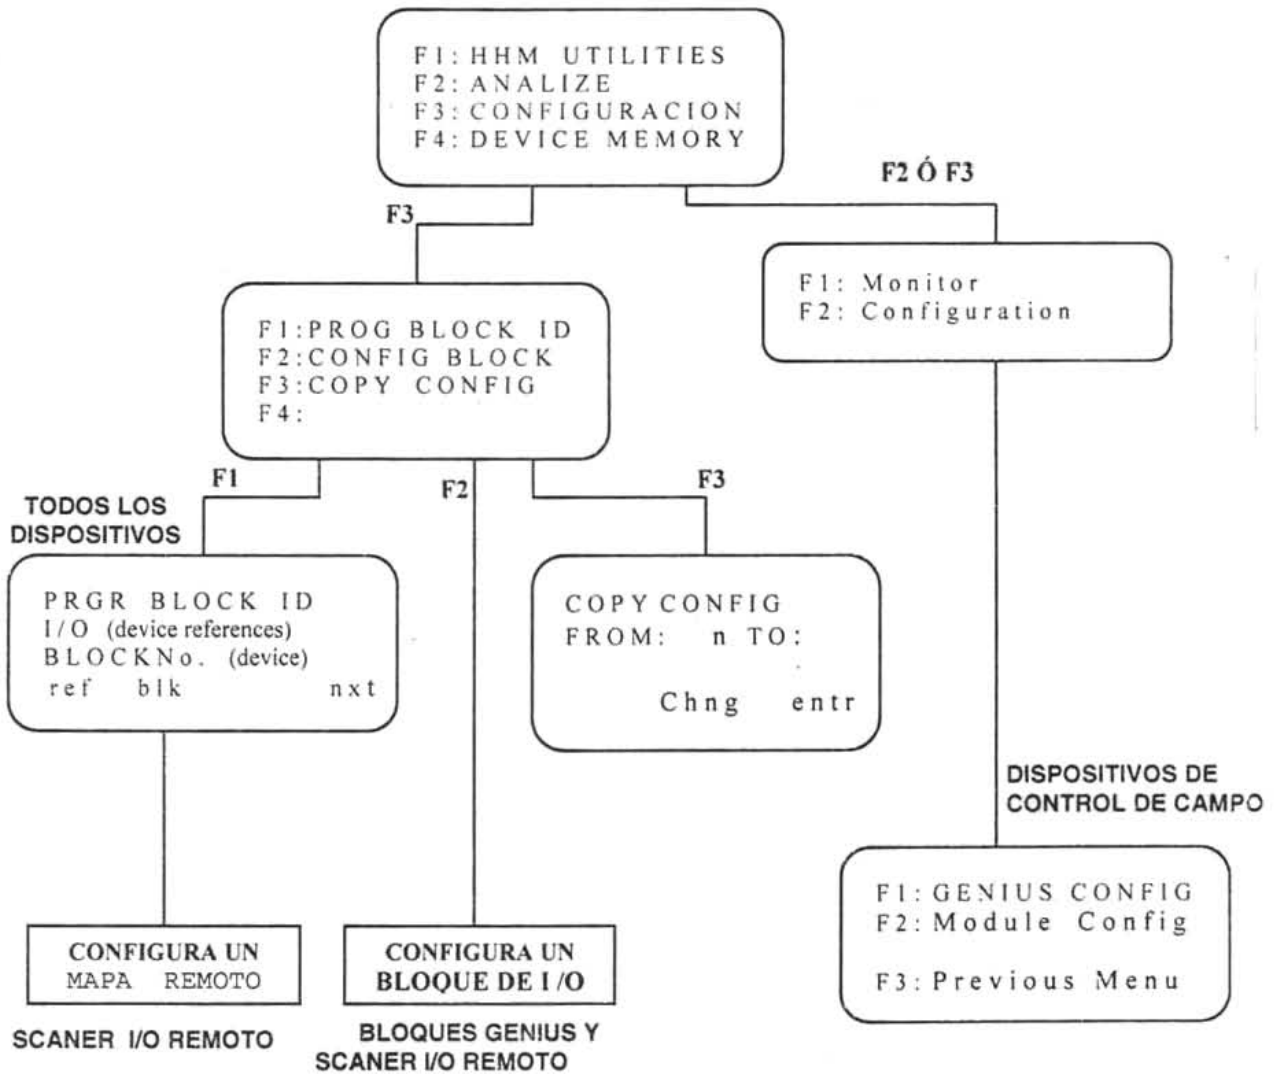 F1: HHM UTILITIES
F2: ANALIZE
F3: CONFIGURACION
F4: DEVICE MEMORY
F2 Ó F3
F3
F1: Monitor
F2: Configuration
F1:PROG BLOCK ID
F2:CONFIG BLOCK
F3:COPY CONFIG
F4:
F1
F2
F3
TODOS LOS
DISPOSITIVOS
PRGR BLOCK ID
I/O (device references)
BLOCKNo. (device)
ref blk nxt
COPY CONFIG
FROM: n TO:
Chng entr
DISPOSITIVOS DE
CONTROL DE CAMPO
F1: GENIUS CONFIG
F2: Module Config
F3: Previous Menu
CONFIGURA UN
MAPA REMOTO
CONFIGURA UN
BLOQUE DE I /O
SCANER I/O REMOTO
BLOQUES GENIUS Y
SCANER I/O REMOTO